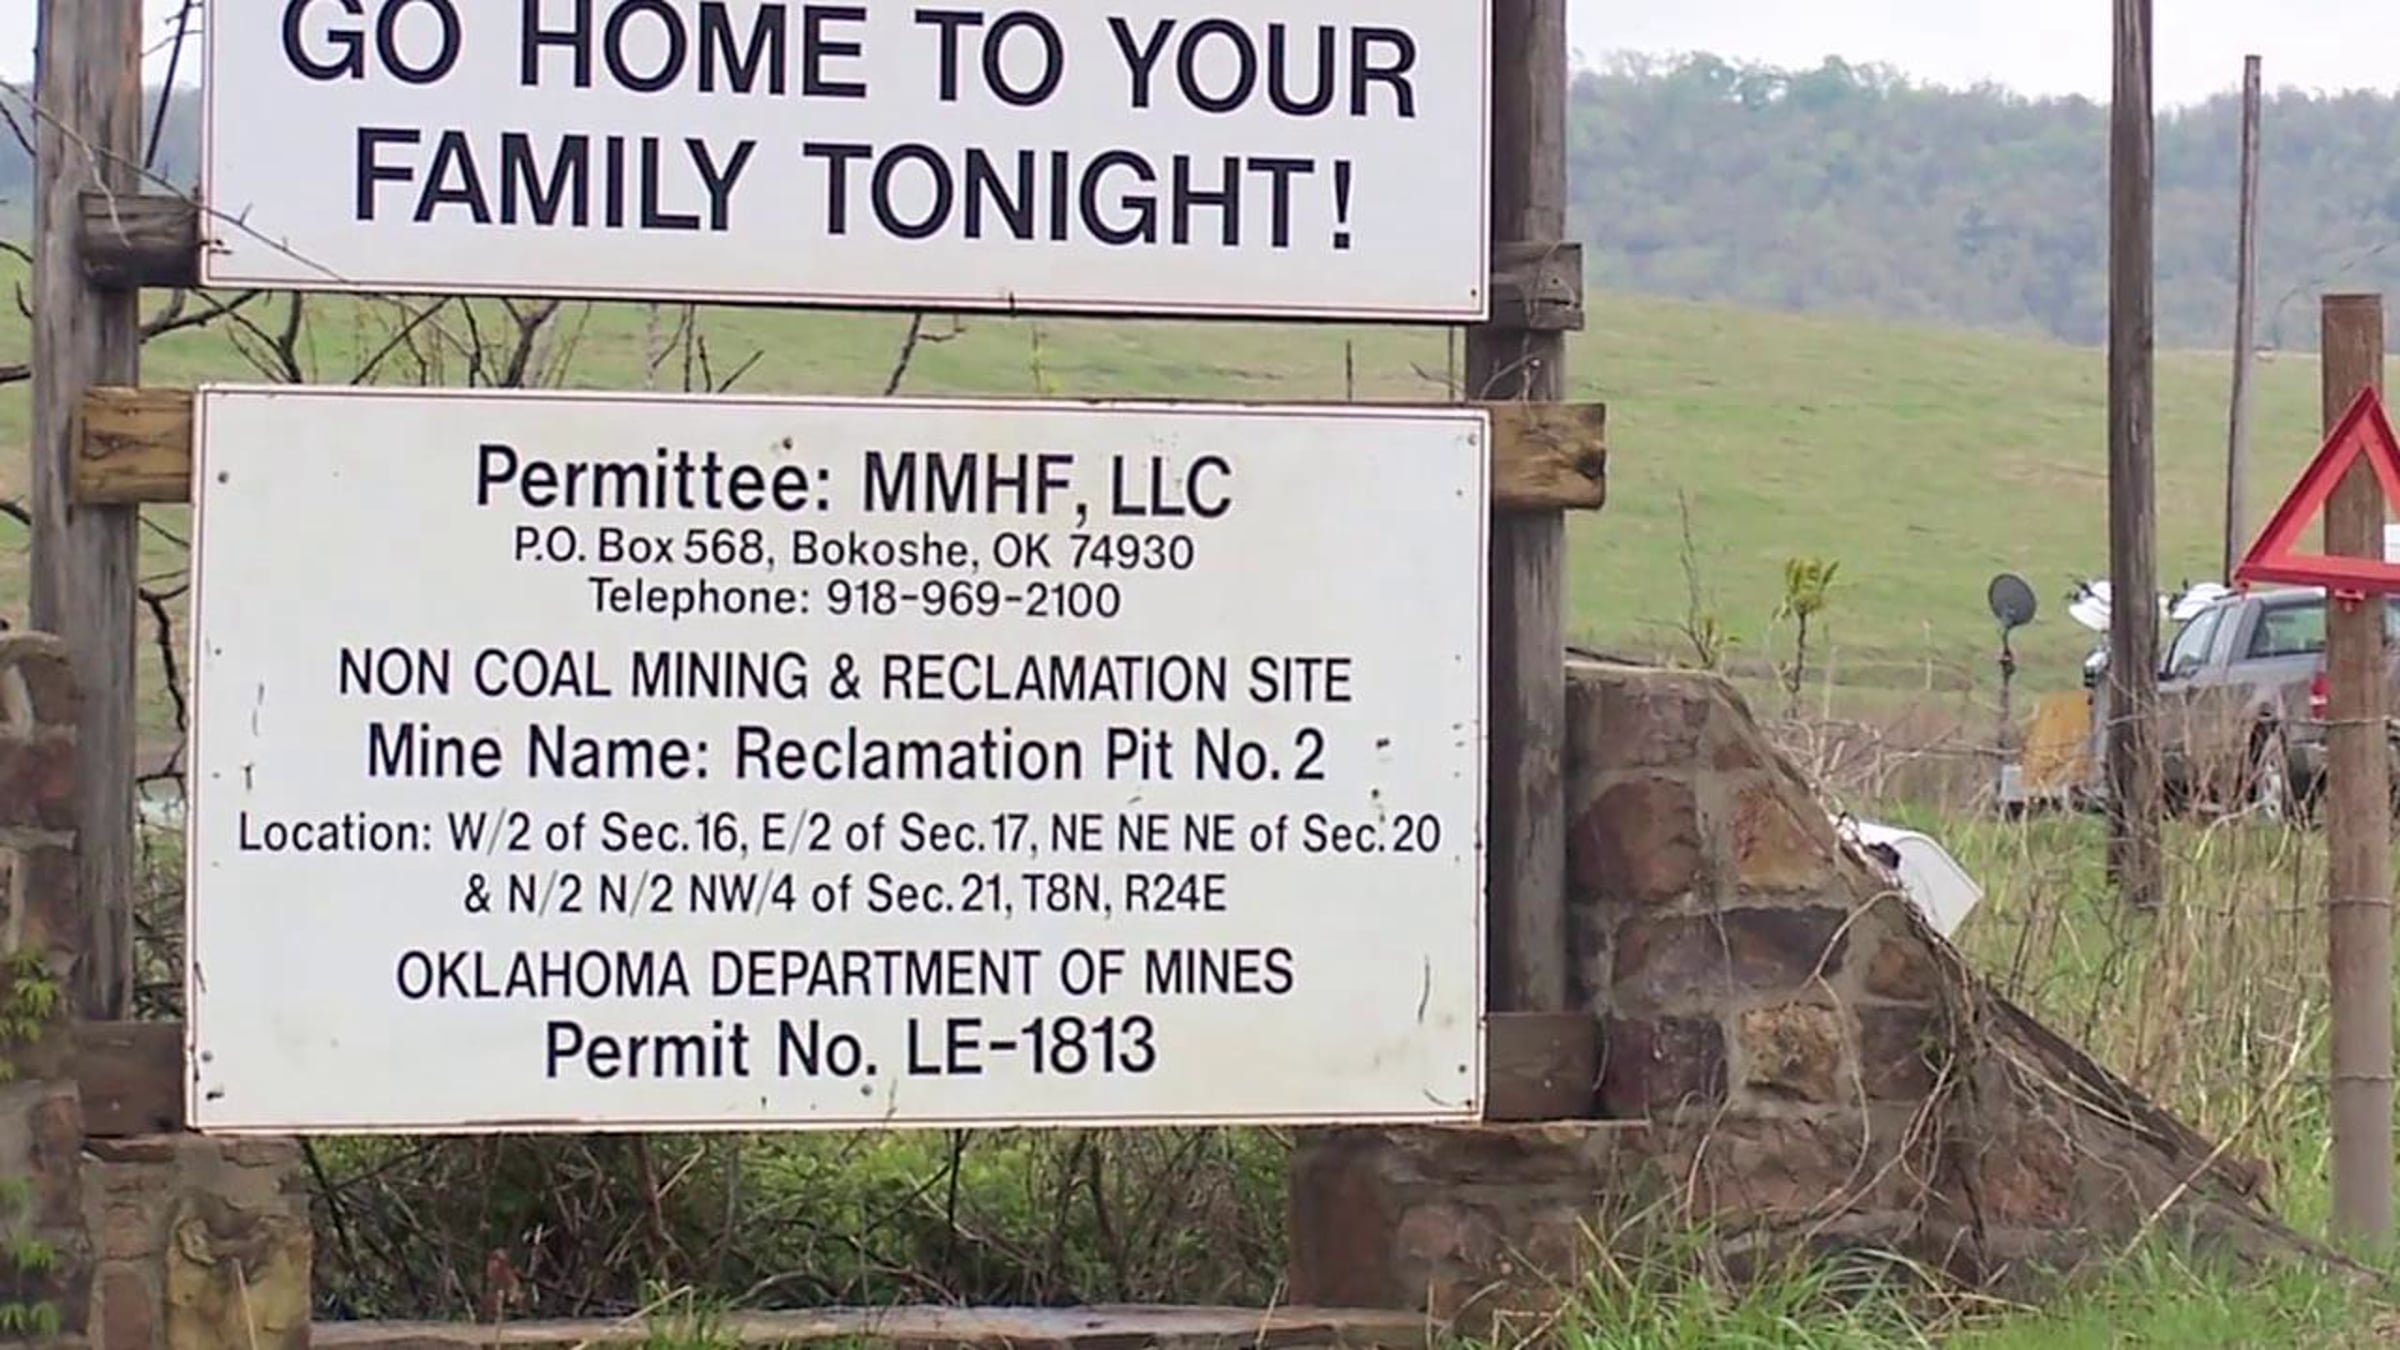 GO HOME TO YOUR
FAMILY TONIGHT!
Permittee: MMHF, LLC
P.O. Box 568, Bokoshe, OK 74930
Telephone: 918-969-2100
NON COAL MINING & RECLAMATION SITE
Mine Name: Reclamation Pit No. 2
Location: W/2 of Sec. 16, E/2 of Sec. 17, NE NE NE of Sec. 20
& N/2 N/2 NW/4 of Sec. 21, T8N, R24E
OKLAHOMA DEPARTMENT OF MINES
Permit No. LE-1813